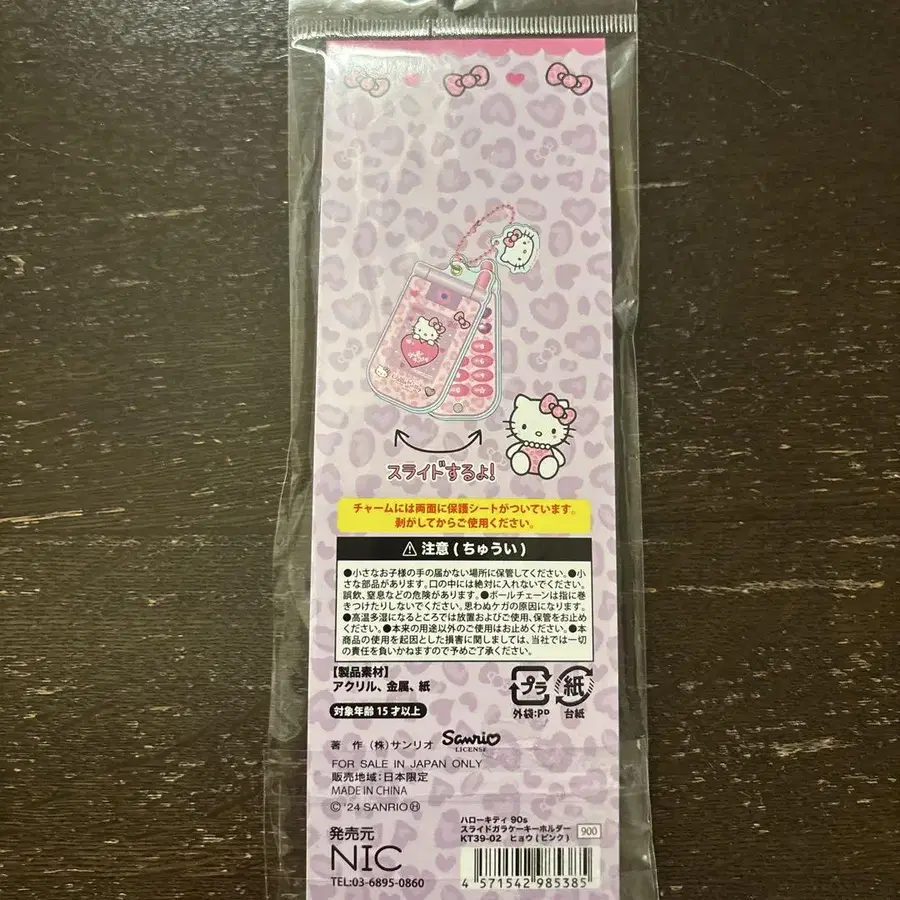 スライドするよ!
チャームには両面に保護シートがついています。
剥がしてからご使用ください。
⚠ 注意 (ちゅうい)
●小さなお子様の手の届かない場所に保管してください。●小
さな部品があります。口の中には絶対に入れないでください。
誤飲、窒息などの危険があります。●ボールチェーンは指に巻
きつけたりしないでください。思わぬケガの原因になります。
●高温多湿になるところでは放置およびご使用、保管をお止め
ください。●本来の用途以外のご使用はお止めください。●本
商品の使用を起因とした損害に関しましては、当社では一切
の責任を負いかねますので予めご了承ください。
【製品素材】
アクリル、金属、紙
対象年齢15才以上
プラ
外袋:PP
紙
台紙
著 作 (株)サンリオ
Sanrio
LICENSE
FOR SALE IN JAPAN ONLY
販売地域:日本限定
MADE IN CHINA
©'24 SANRIO Ⓗ
発売元
NIC
TEL:03-6895-0860
ハローキティ 90s
スライドガラケーキーホルダー
KT39-02 ヒョウ(ピンク)
900
4 571542 985385